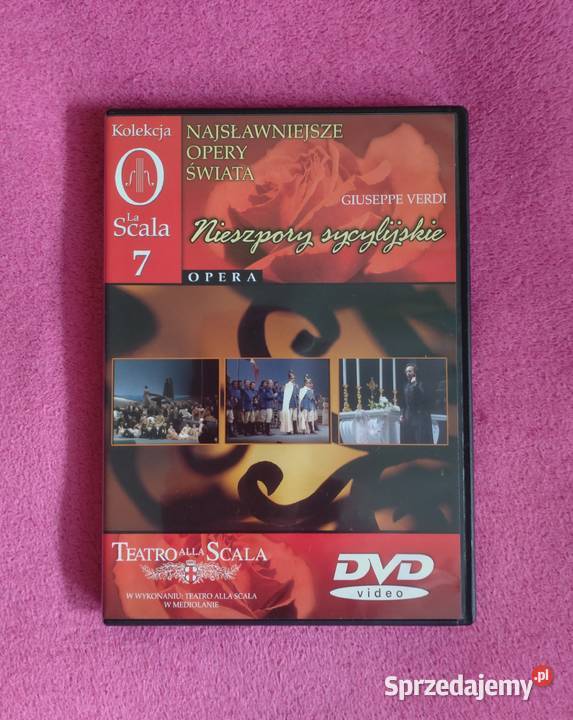 Kolekcja
La
Scala
7
NAJSŁAWNIEJSZE
OPERY
ŚWIATA
GIUSEPPE VERDI
Nieszpory sycylijskie
OPERA
TEATRO ALLA SCALA
W WYKONANIU: TEATRO ALLA SCALA
W MEDIOLANIE
DVD
video
Sprzedajemy.pl